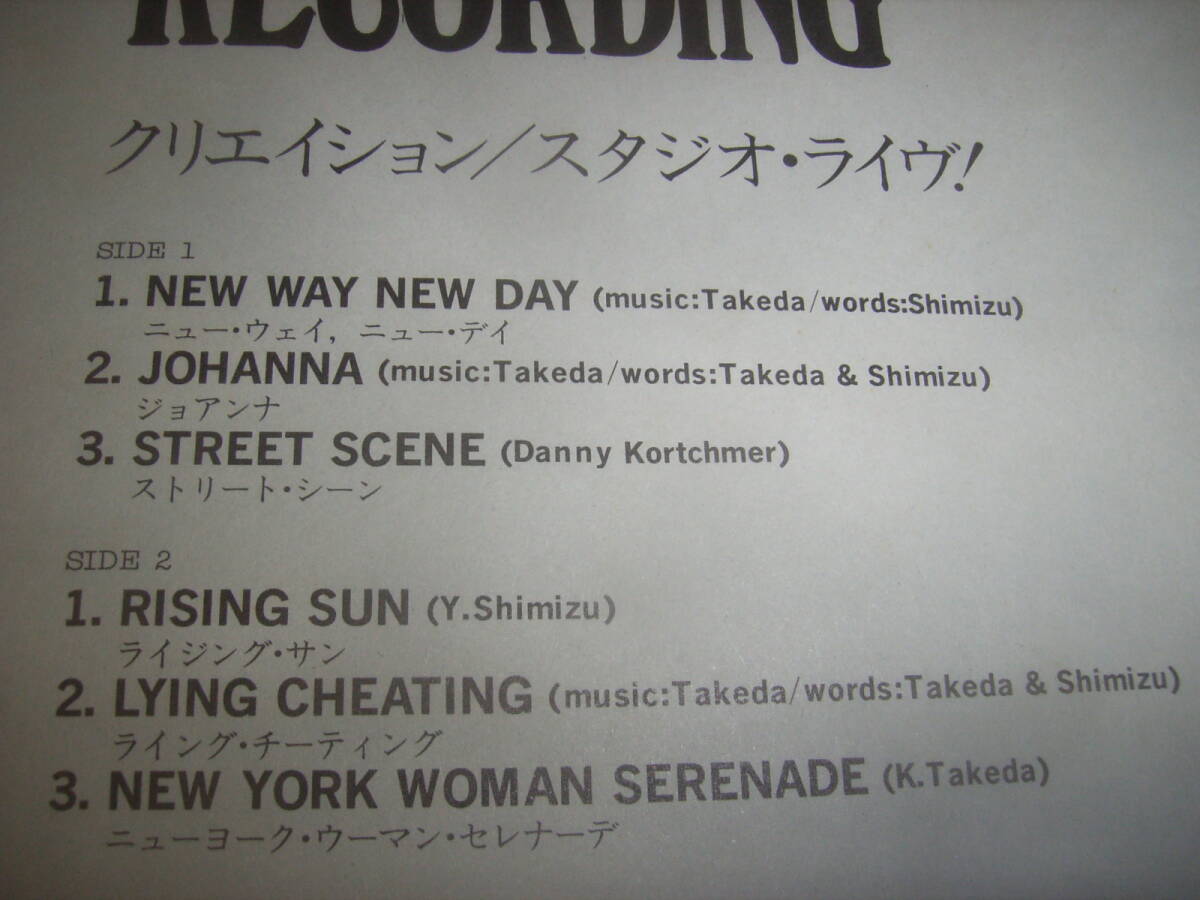 RECORDING
クリエイション/スタジオ・ライヴ!
SIDE 1
1. NEW WAY NEW DAY (music:Takeda/words:Shimizu)
ニュー・ウェイ, ニュー・デイ
2. JOHANNA (music:Takeda/words:Takeda & Shimizu)
ジョアンナ
3. STREET SCENE (Danny Kortchmer)
ストリート・シーン
SIDE 2
1. RISING SUN (Y.Shimizu)
ライジング・サン
2. LYING CHEATING (music:Takeda/words:Takeda & Shimizu)
ライング・チーティング
3. NEW YORK WOMAN SERENADE (K.Takeda)
ニューヨーク・ウーマン・セレナーデ